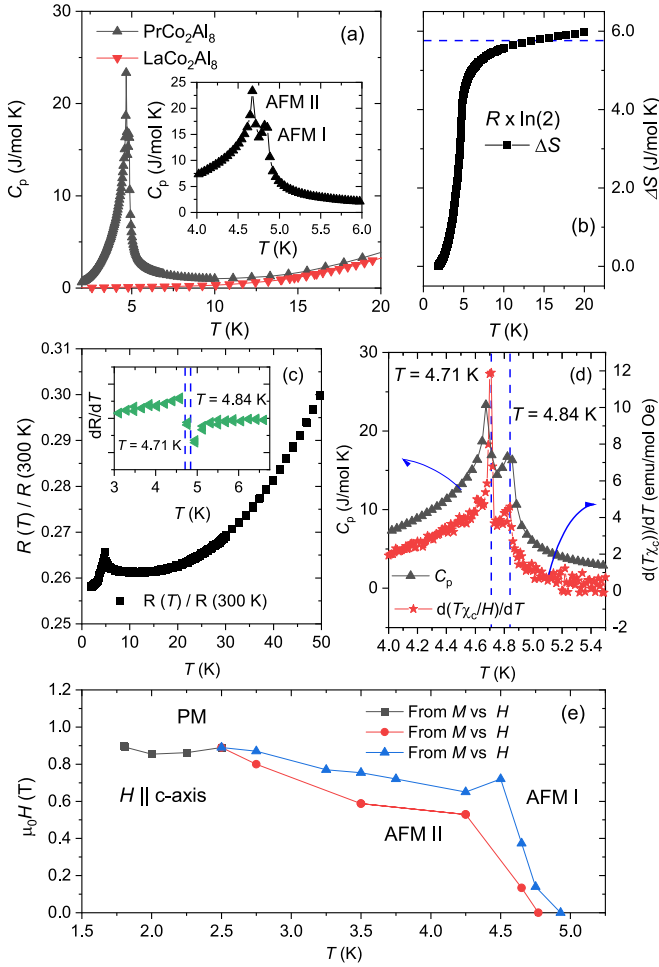 30
20
10
0
C_p (J/mol K)
PrCo₂Al₈
LaCo₂Al₈
(a)
25
20
15
10
5
0
C_p (J/mol K)
AFM II
AFM I
4.0 4.5 5.0 5.5 6.0
T (K)
5 10 15 20
T (K)
R x ln(2)
ΔS
(b)
6.0
4.0
2.0
0.0
ΔS (J/mol K)
0 5 10 15 20
T (K)
0.31
0.30
0.29
0.28
0.27
0.26
0.25
R (T) / R (300 K)
(c)
dR/dT
T = 4.84 K
T = 4.71 K
3 4 5 6
T (K)
R (T) / R (300 K)
0 10 20 30 40 50
T (K)
30
20
10
0
C_p (J/mol K)
T = 4.71 K
(d)
T = 4.84 K
C_p
d(Tχ_c/H)/dT
12
10
8
6
4
2
0
-2
d(Tχ_c))/dT (emu/mol Oe)
4.0 4.2 4.4 4.6 4.8 5.0 5.2 5.4
T (K)
1.2
1.0
0.8
0.6
0.4
0.2
0.0
μ₀H (T)
PM
From M vs H
From M vs H
From M vs H
(e)
H || c-axis
AFM I
AFM II
1.5 2.0 2.5 3.0 3.5 4.0 4.5 5.0
T (K)